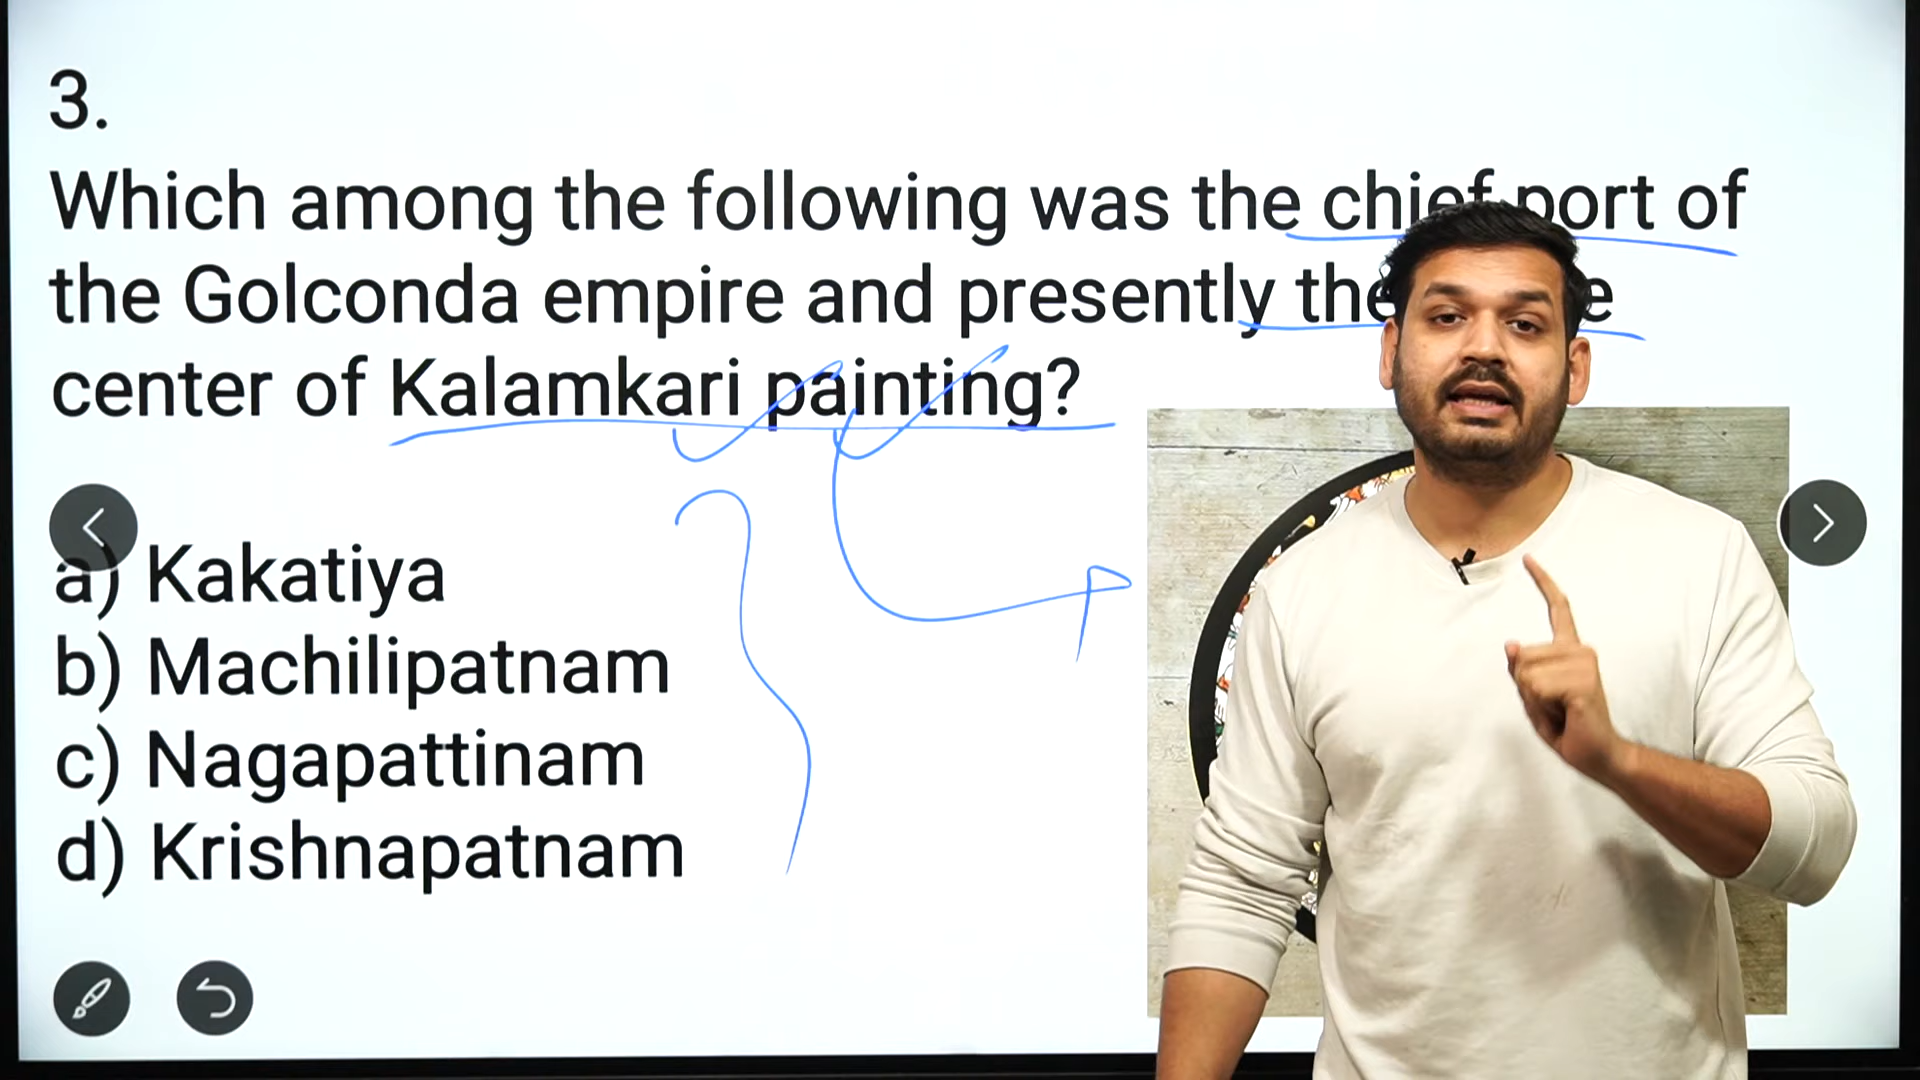 3.
Which among the following was the chief port of
the Golconda empire and presently the
center of Kalamkari painting?
a) Kakatiya
b) Machilipatnam
c) Nagapattinam
d) Krishnapatnam